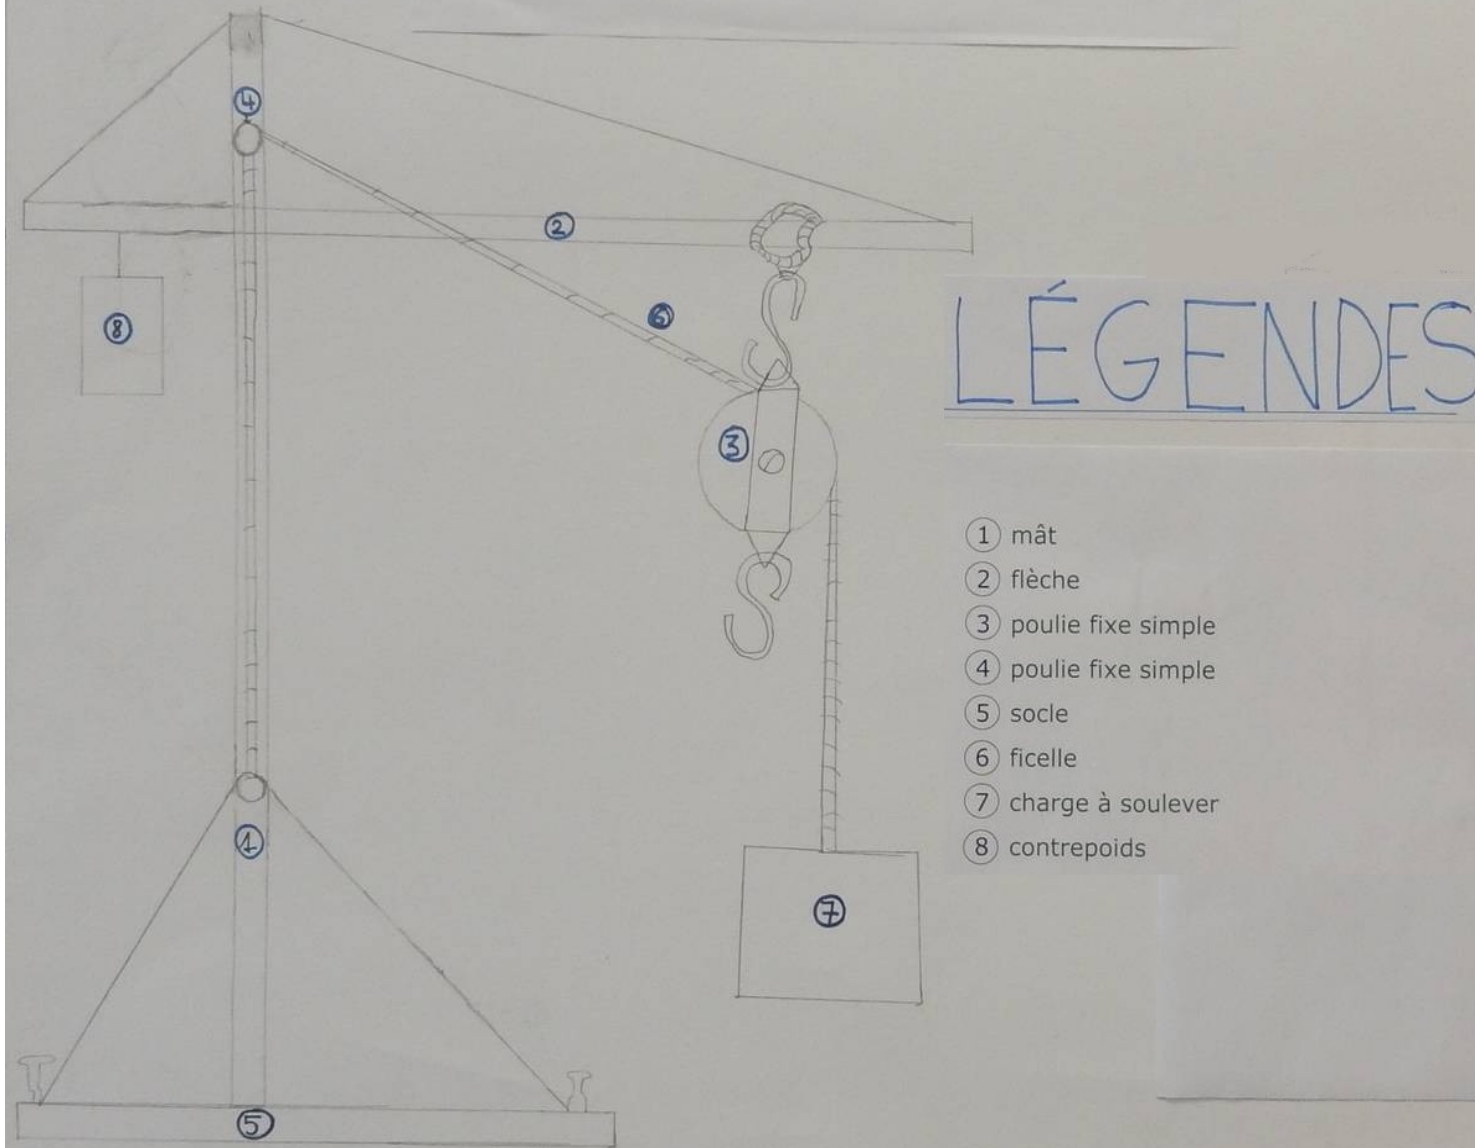 4
2
8
6
3
7
1
5
LÉGENDES
1 mât
2 flèche
3 poulie fixe simple
4 poulie fixe simple
5 socle
6 ficelle
7 charge à soulever
8 contrepoids